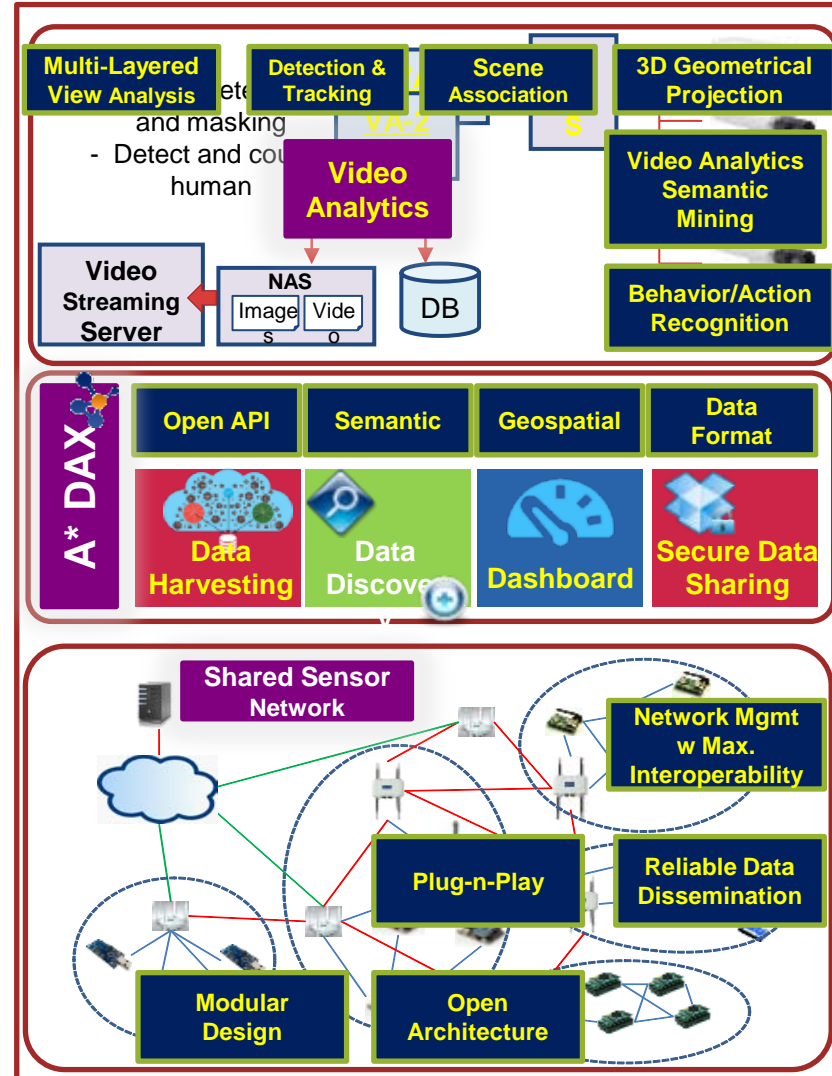 Multi-Layered
View Analysis
Detection &
Tracking
Scene
Association
3D Geometrical
Projection
and masking
- Detect and cou
human
VA-2
S
Video
Analytics
Video Analytics
Semantic
Mining
Behavior/Action
Recognition
Video
Streaming
Server
NAS
Image
s
Vide
o
DB
A* DAX
Open API
Semantic
Geospatial
Data
Format
Data
Harvesting
Data
Discove
y
Dashboard
Secure Data
Sharing
Shared Sensor
Network
Network Mgmt
w Max.
Interoperability
Plug-n-Play
Reliable Data
Dissemination
Modular
Design
Open
Architecture